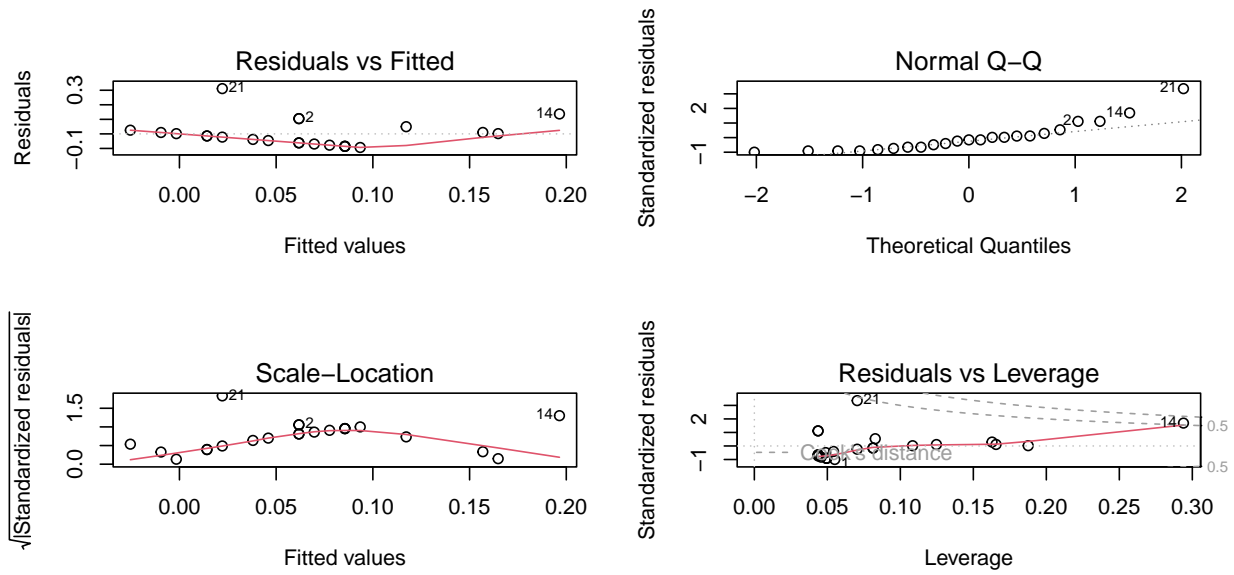 Residuals vs Fitted
Residuals
0.3
−0.1
21
2
14
0.00 0.05 0.10 0.15 0.20
Fitted values
Normal Q−Q
Standardized residuals
2
−1
21
2
14
−2 −1 0 1 2
Theoretical Quantiles
Scale−Location
√|Standardized residuals|
1.5
0.0
21
2
14
0.00 0.05 0.10 0.15 0.20
Fitted values
Residuals vs Leverage
Standardized residuals
2
−1
21
14
1
Cook's distance
0.5
0.5
0.00 0.05 0.10 0.15 0.20 0.25 0.30
Leverage